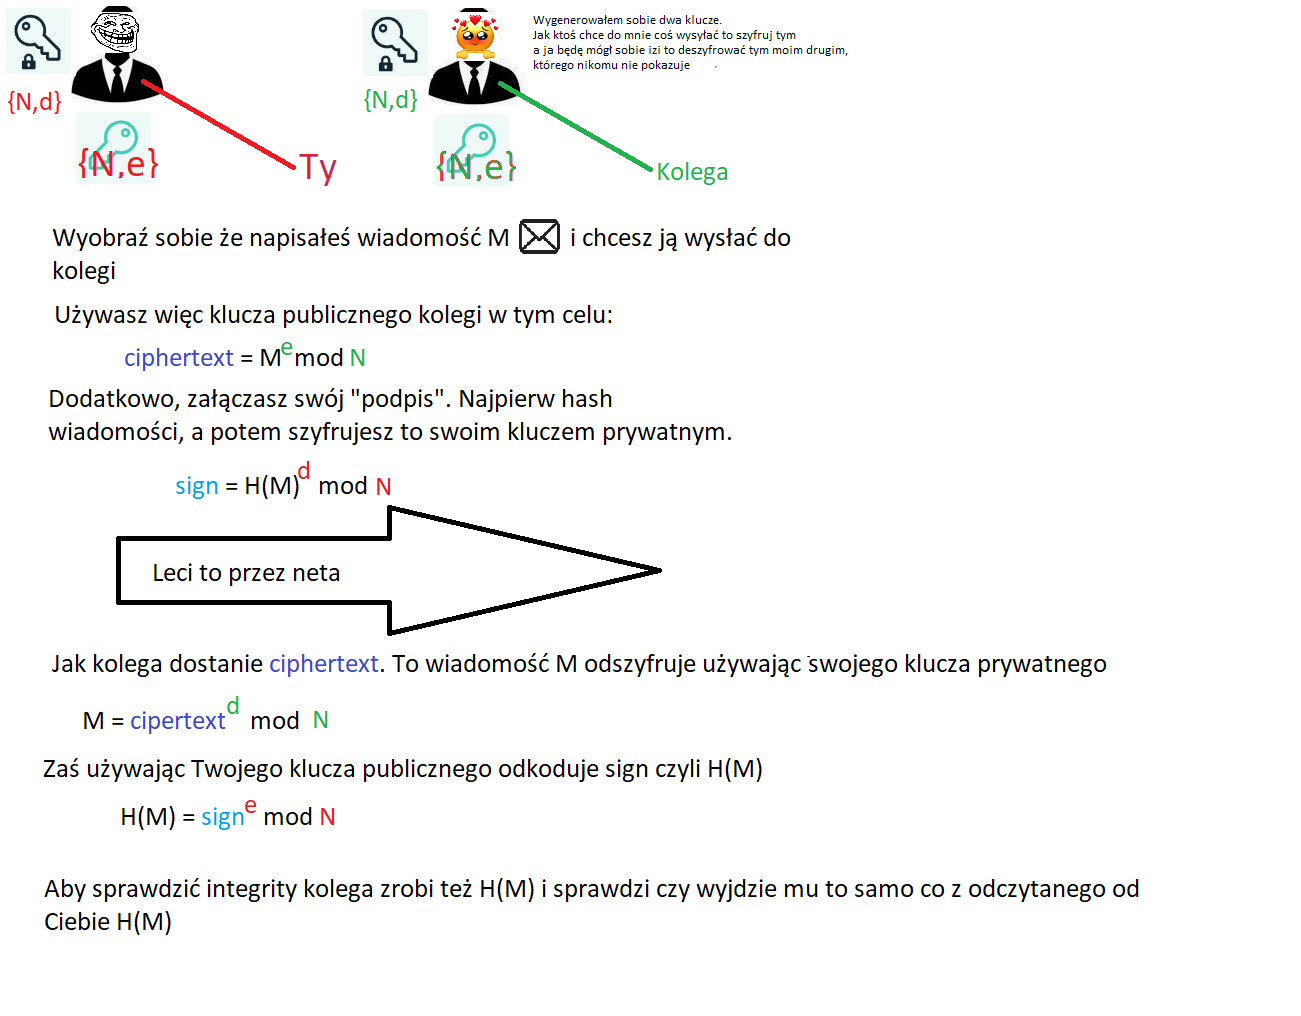 Wygenerowałem sobie dwa klucze.
Jak ktoś chce do mnie coś wysyłać to szyfruj tym
a ja będę mógł sobie izi to deszyfrować tym moim drugim,
którego nikomu nie pokazuje
{N,d}
{N,d}
{N,e}
Ty
{N,e}
Kolega
Wyobraź sobie że napisałeś wiadomość M i chcesz ją wysłać do
kolegi
Używasz więc klucza publicznego kolegi w tym celu:
ciphertext = M^e mod N
Dodatkowo, załączasz swój "podpis". Najpierw hash
wiadomości, a potem szyfrujesz to swoim kluczem prywatnym.
sign = H(M)^d mod N
Leci to przez neta
Jak kolega dostanie ciphertext. To wiadomość M odszyfruje używając swojego klucza prywatnego
M = cipertext^d mod N
Zaś używając Twojego klucza publicznego odkoduje sign czyli H(M)
H(M) = sign^e mod N
Aby sprawdzić integrity kolega zrobi też H(M) i sprawdzi czy wyjdzie mu to samo co z odczytanego od
Ciebie H(M)